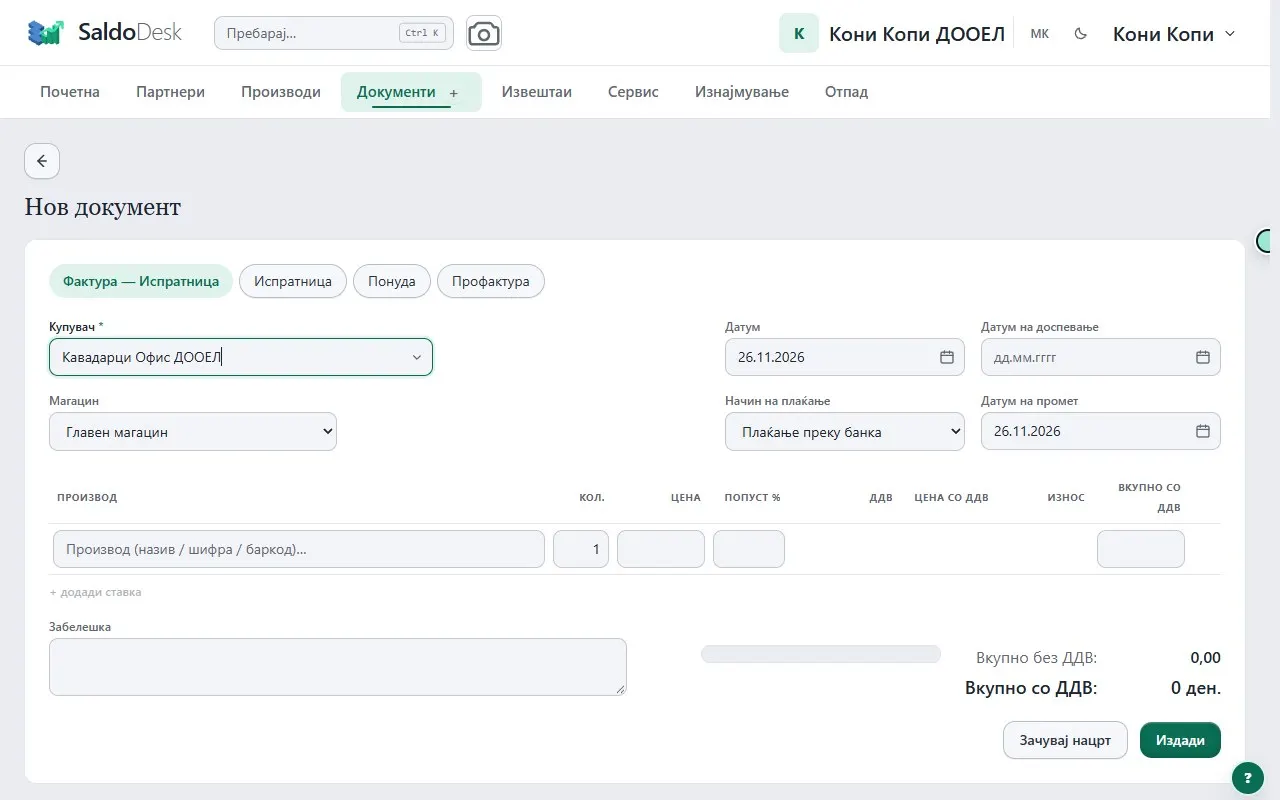 SaldoDesk
Пребарај...
Ctrl K
К
Кони Копи ДООЕЛ
МК
Кони Копи
Почетна
Партнери
Производи
Документи +
Извештаи
Сервис
Изнајмување
Отпад
Нов документ
Фактура — Испратница
Испратница
Понуда
Профактура
Купувач *
Датум
Датум на доспевање
Кавадарци Офис ДООЕЛ
26.11.2026
дд.мм.гггг
Магацин
Начин на плаќање
Датум на промет
Главен магацин
Плаќање преку банка
26.11.2026
ПРОИЗВОД
КОЛ.
ЦЕНА
ПОПУСТ %
ДДВ
ЦЕНА СО ДДВ
ИЗНОС
ВКУПНО СО
ДДВ
Производ (назив / шифра / баркод)...
1
+ додади ставка
Забелешка
Вкупно без ДДВ: 0,00
Вкупно со ДДВ: 0 ден.
Зачувај нацрт
Издади
?